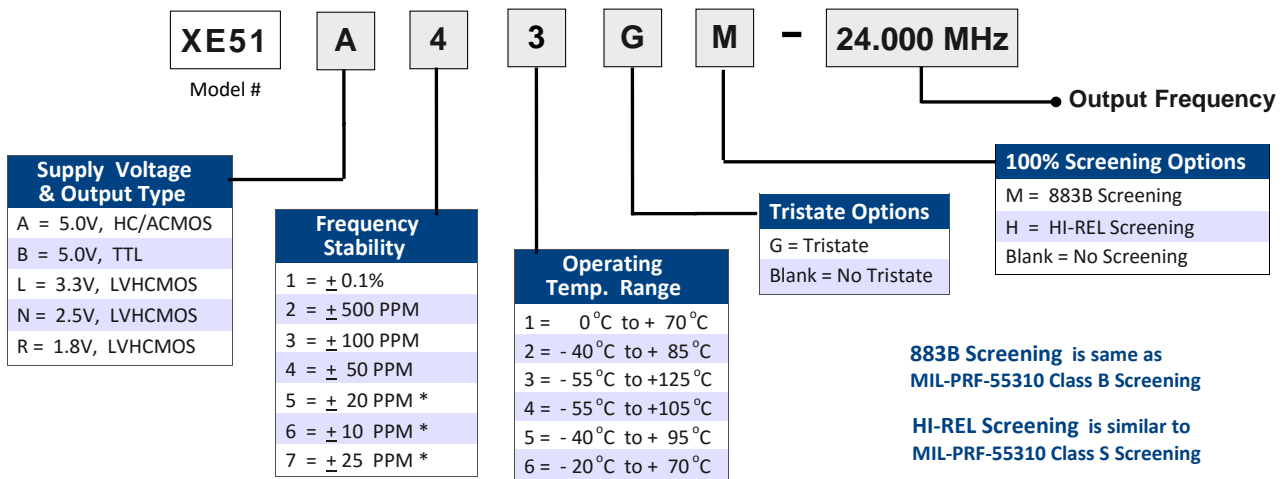 XE51 A 4 3 G M - 24.000 MHz
Model #
Output Frequency
Supply Voltage
& Output Type
A = 5.0V, HC/ACMOS
B = 5.0V, TTL
L = 3.3V, LVHCMOS
N = 2.5V, LVHCMOS
R = 1.8V, LVHCMOS
Frequency
Stability
1 = ± 0.1%
2 = ± 500 PPM
3 = ± 100 PPM
4 = ± 50 PPM
5 = ± 20 PPM *
6 = ± 10 PPM *
7 = ± 25 PPM *
Operating
Temp. Range
1 = 0°C to + 70°C
2 = - 40°C to + 85°C
3 = - 55°C to +125°C
4 = - 55°C to +105°C
5 = - 40°C to + 95°C
6 = - 20°C to + 70°C
Tristate Options
G = Tristate
Blank = No Tristate
100% Screening Options
M = 883B Screening
H = HI-REL Screening
Blank = No Screening
883B Screening is same as
MIL-PRF-55310 Class B Screening
HI-REL Screening is similar to
MIL-PRF-55310 Class S Screening